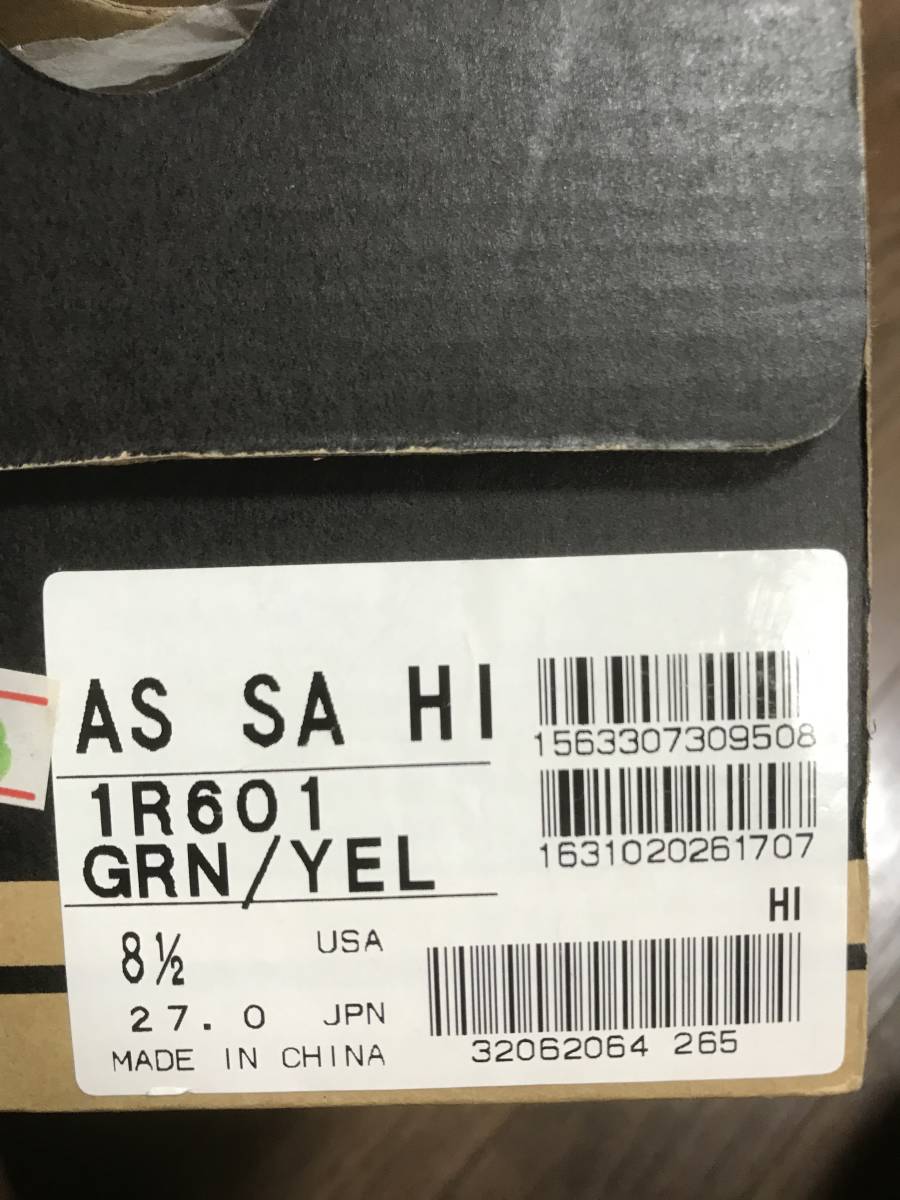 AS SA HI
1R601
GRN/YEL
8½ USA
27.0 JPN
MADE IN CHINA
1563307309508
1631020261707
HI
32062064 265